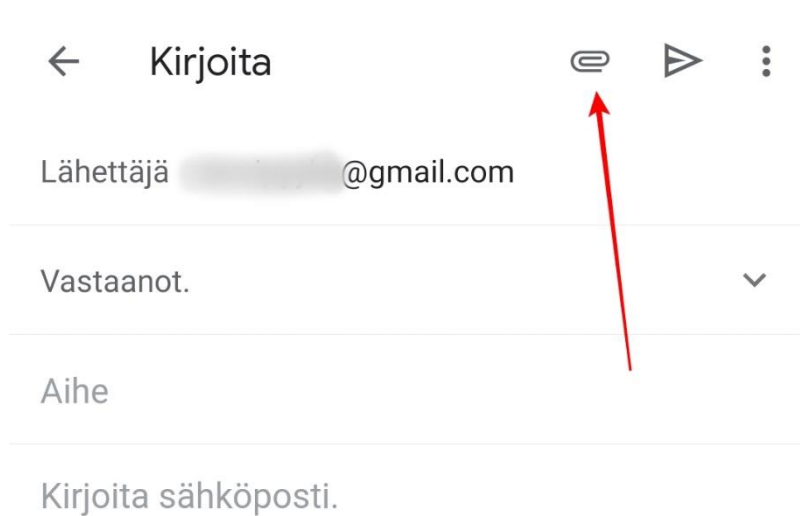 Kirjoita
Lähettäjä @gmail.com
Vastaanot.
Aihe
Kirjoita sähköposti.